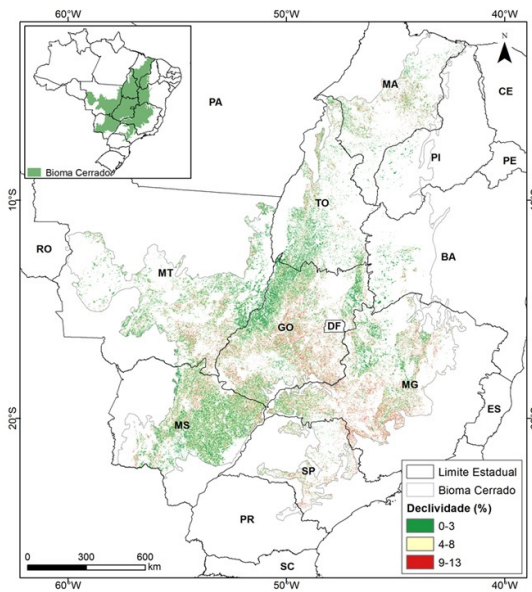 60°W 50°W 40°W
N
Bioma Cerrado
PA
MA
CE
PI
PE
10°S
10°S
TO
RO
MT
BA
GO
DF
MG
MS
ES
20°S
20°S
SP
PR
SC
Limite Estadual
Bioma Cerrado
Declividade (%)
0-3
4-8
9-13
0 300 600
km
60°W 50°W 40°W